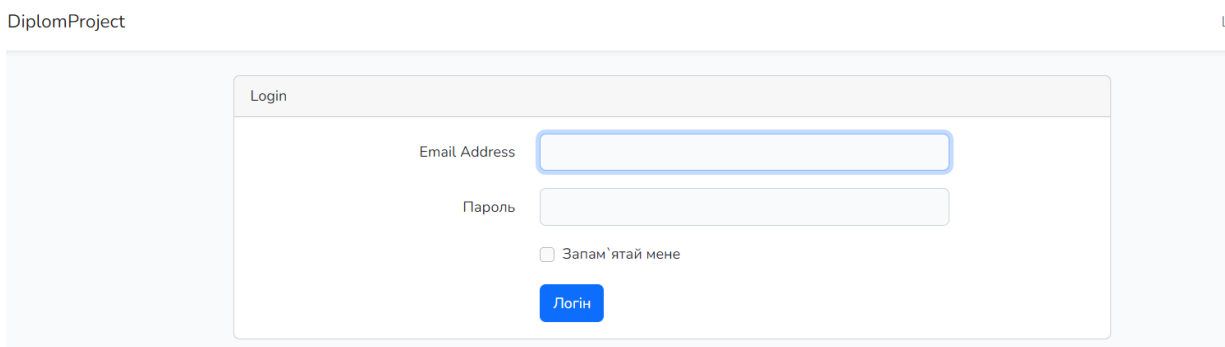 DiplomProject
Login
Email Address
Пароль
Запам`ятай мене
Логін